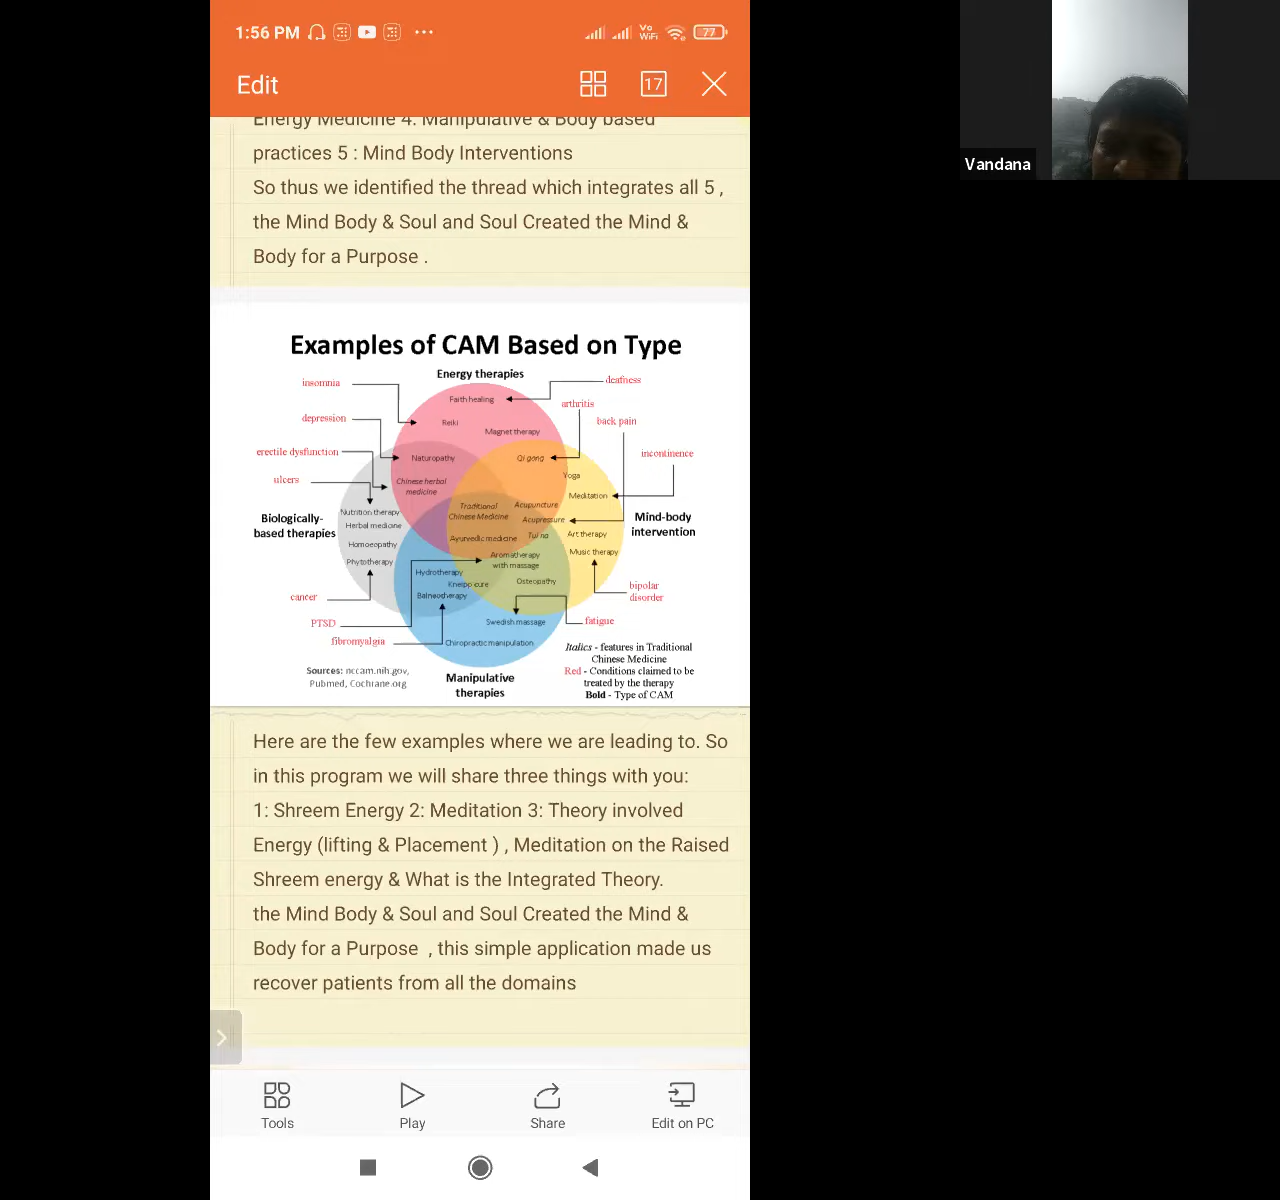 1:56 PM
Vo
WiFi
77
Edit
17
Vandana
Energy Medicine 4. Manipulative & Body based
practices 5 : Mind Body Interventions
So thus we identified the thread which integrates all 5 ,
the Mind Body & Soul and Soul Created the Mind &
Body for a Purpose .
Examples of CAM Based on Type
Energy therapies
insomnia
deafness
Faith healing
arthritis
depression
Reiki
back pain
Magnet therapy
erectile dysfunction
Naturopathy
Qi gong
incontinence
ulcers
Chinese herbal
medicine
Yoga
Meditation
Nutrition therapy
Traditional
Chinese Medicine
Acupuncture
Biologically-
based therapies
Herbal medicine
Acupressure
Mind-body
intervention
Ayurvedic medicine
Tui na
Art therapy
Homoeopathy
Music therapy
Phytotherapy
Aromatherapy
with massage
Hydrotherapy
Kneipp cure
Osteopathy
bipolar
disorder
cancer
Balneotherapy
PTSD
Swedish massage
fatigue
fibromyalgia
Chiropractic manipulation
Italics - features in Traditional
Chinese Medicine
Red - Conditions claimed to be
treated by the therapy
Bold - Type of CAM
Sources: nccam.nih.gov,
Pubmed, Cochrane.org
Manipulative
therapies
Here are the few examples where we are leading to. So
in this program we will share three things with you:
1: Shreem Energy 2: Meditation 3: Theory involved
Energy (lifting & Placement ) , Meditation on the Raised
Shreem energy & What is the Integrated Theory.
the Mind Body & Soul and Soul Created the Mind &
Body for a Purpose , this simple application made us
recover patients from all the domains
Tools
Play
Share
Edit on PC